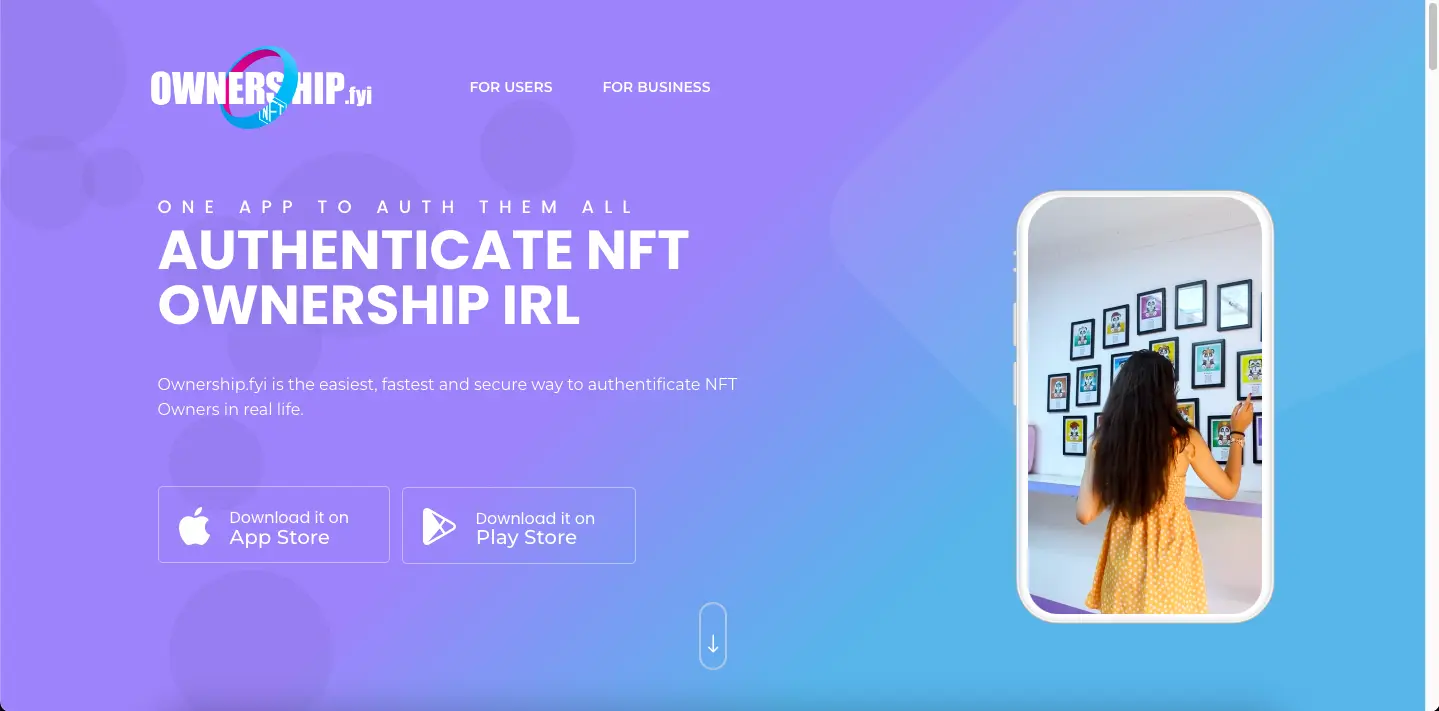 OWNERSHIP.fyi
NFT
FOR USERS
FOR BUSINESS
ONE APP TO AUTH THEM ALL
AUTHENTICATE NFT
OWNERSHIP IRL
Ownership.fyi is the easiest, fastest and secure way to authentificate NFT
Owners in real life.
Download it on
App Store
Download it on
Play Store